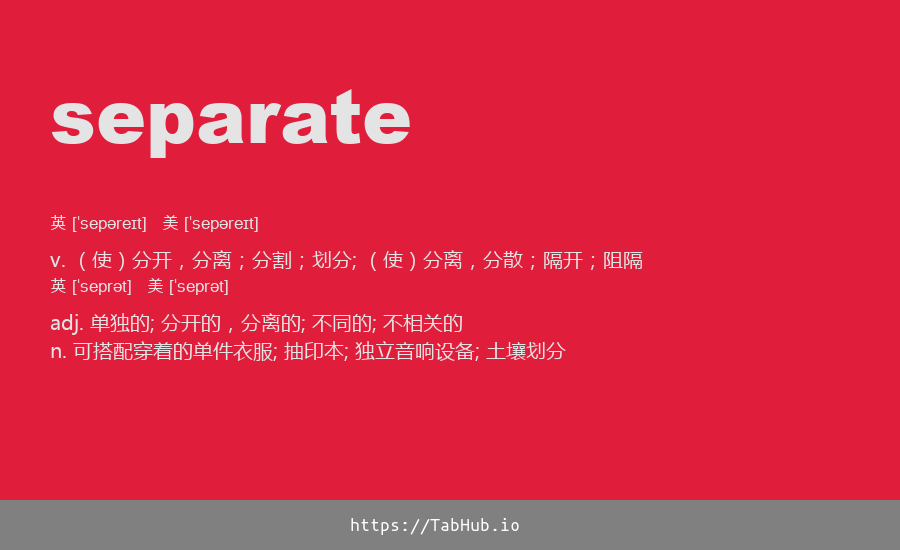 separate
英 [ˈsepəreɪt]   美 [ˈsepəreɪt]
v. （使）分开，分离；分割；划分; （使）分离，分散；隔开；阻隔
英 [ˈseprət]   美 [ˈseprət]
adj. 单独的; 分开的，分离的; 不同的; 不相关的
n. 可搭配穿着的单件衣服; 抽印本; 独立音响设备; 土壤划分
https://TabHub.io